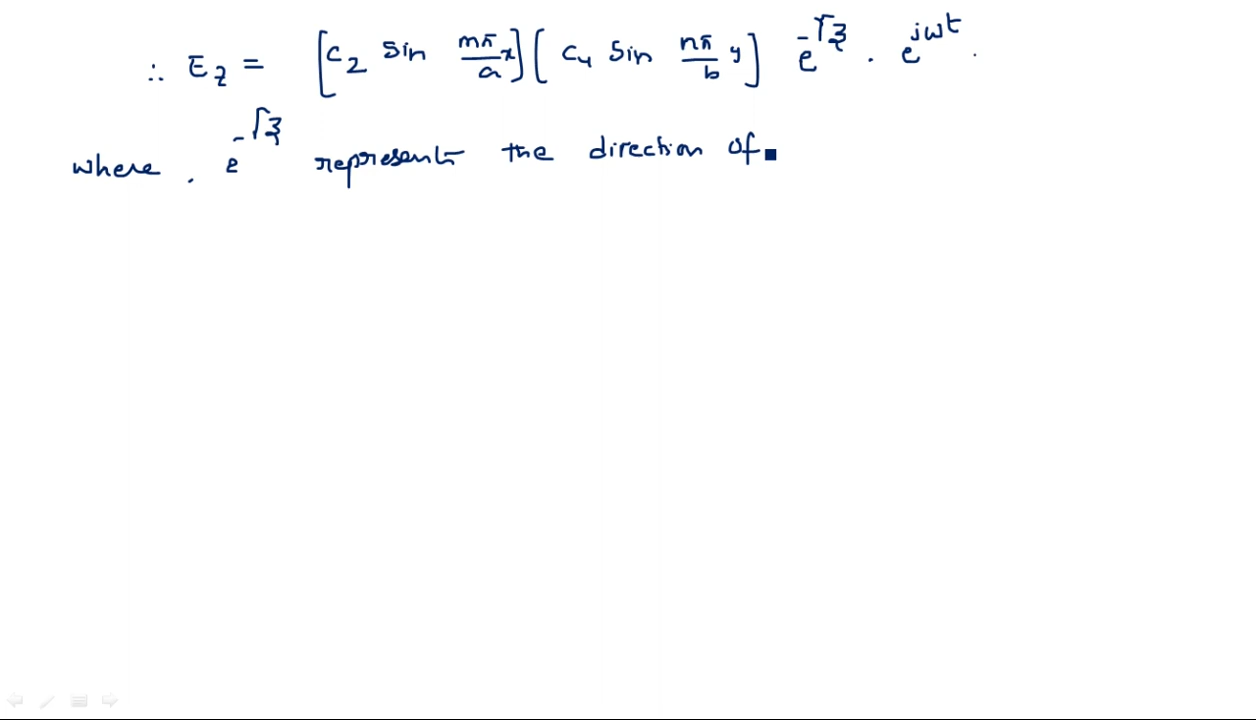 ∴ E_z = [C_2 sin mπ/a x] [C_4 sin nπ/b y] e^{-Γz} . e^{jωt} .
where . e^{-Γz} represents the direction of